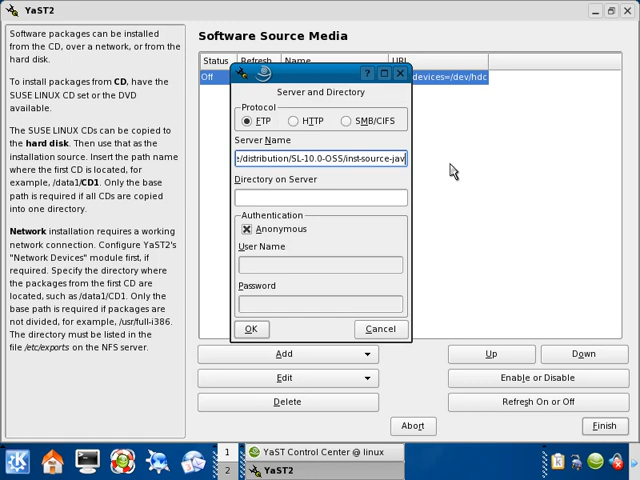 YaST2
Software packages can be installed
from the CD, over a network, or from the
hard disk.
To install packages from CD, have the
SUSE LINUX CD set or the DVD
available.
The SUSE LINUX CDs can be copied to
the hard disk. Then use that as the
installation source. Insert the path name
where the first CD is located, for
example, /data1/CD1. Only the base
path is required if all CDs are copied
into one directory.
Network installation requires a working
network connection. Configure YaST2's
"Network Devices" module first, if
required. Specify the directory where
the packages from the first CD are
located, such as /data1/CD1. Only the
base path is required if packages are
not divided, for example, /usr/full-i386.
The directory must be listed in the
file /etc/exports on the NFS server.
Software Source Media
Status Refresh Name URL
Off devices=/dev/hdc
Server and Directory
Protocol
FTP HTTP SMB/CIFS
Server Name
/distribution/SL-10.0-OSS/inst-source-jav
Directory on Server
Authentication
Anonymous
User Name
Password
OK Cancel
Add Up Down
Edit Enable or Disable
Delete Refresh On or Off
Abort Finish
1 YaST Control Center @ linux
2 YaST2